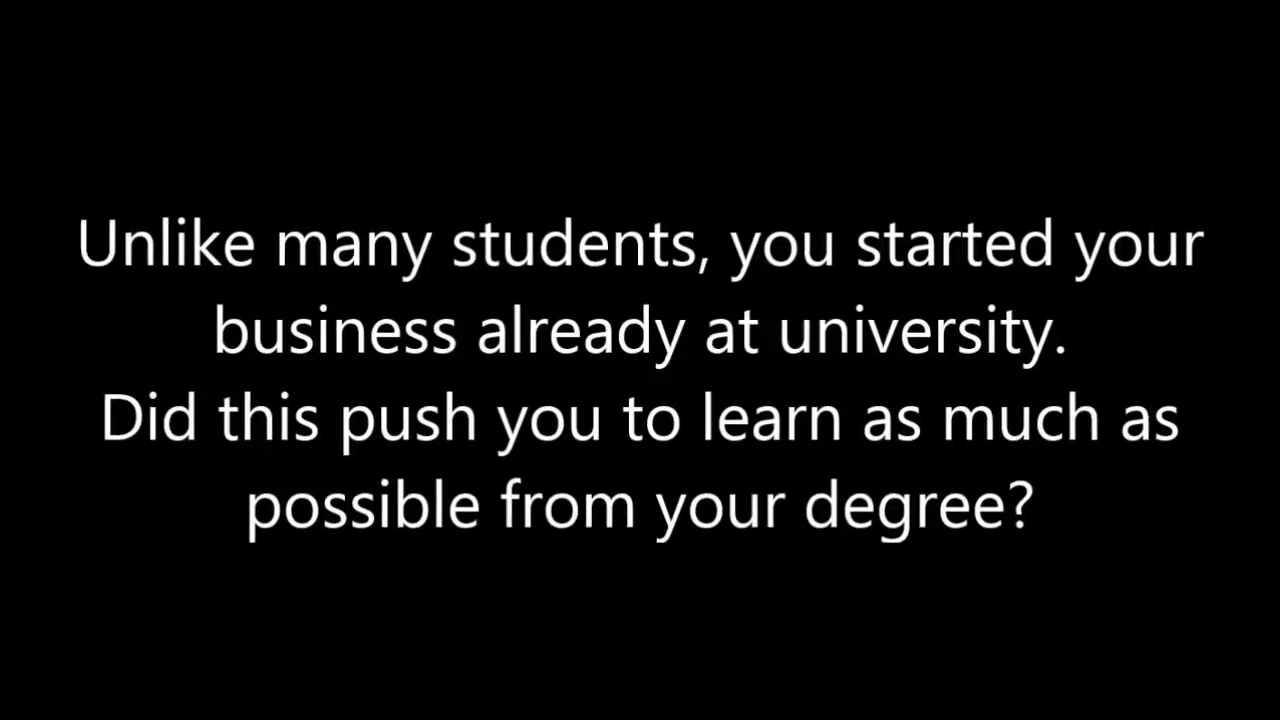 Unlike many students, you started your
business already at university.
Did this push you to learn as much as
possible from your degree?